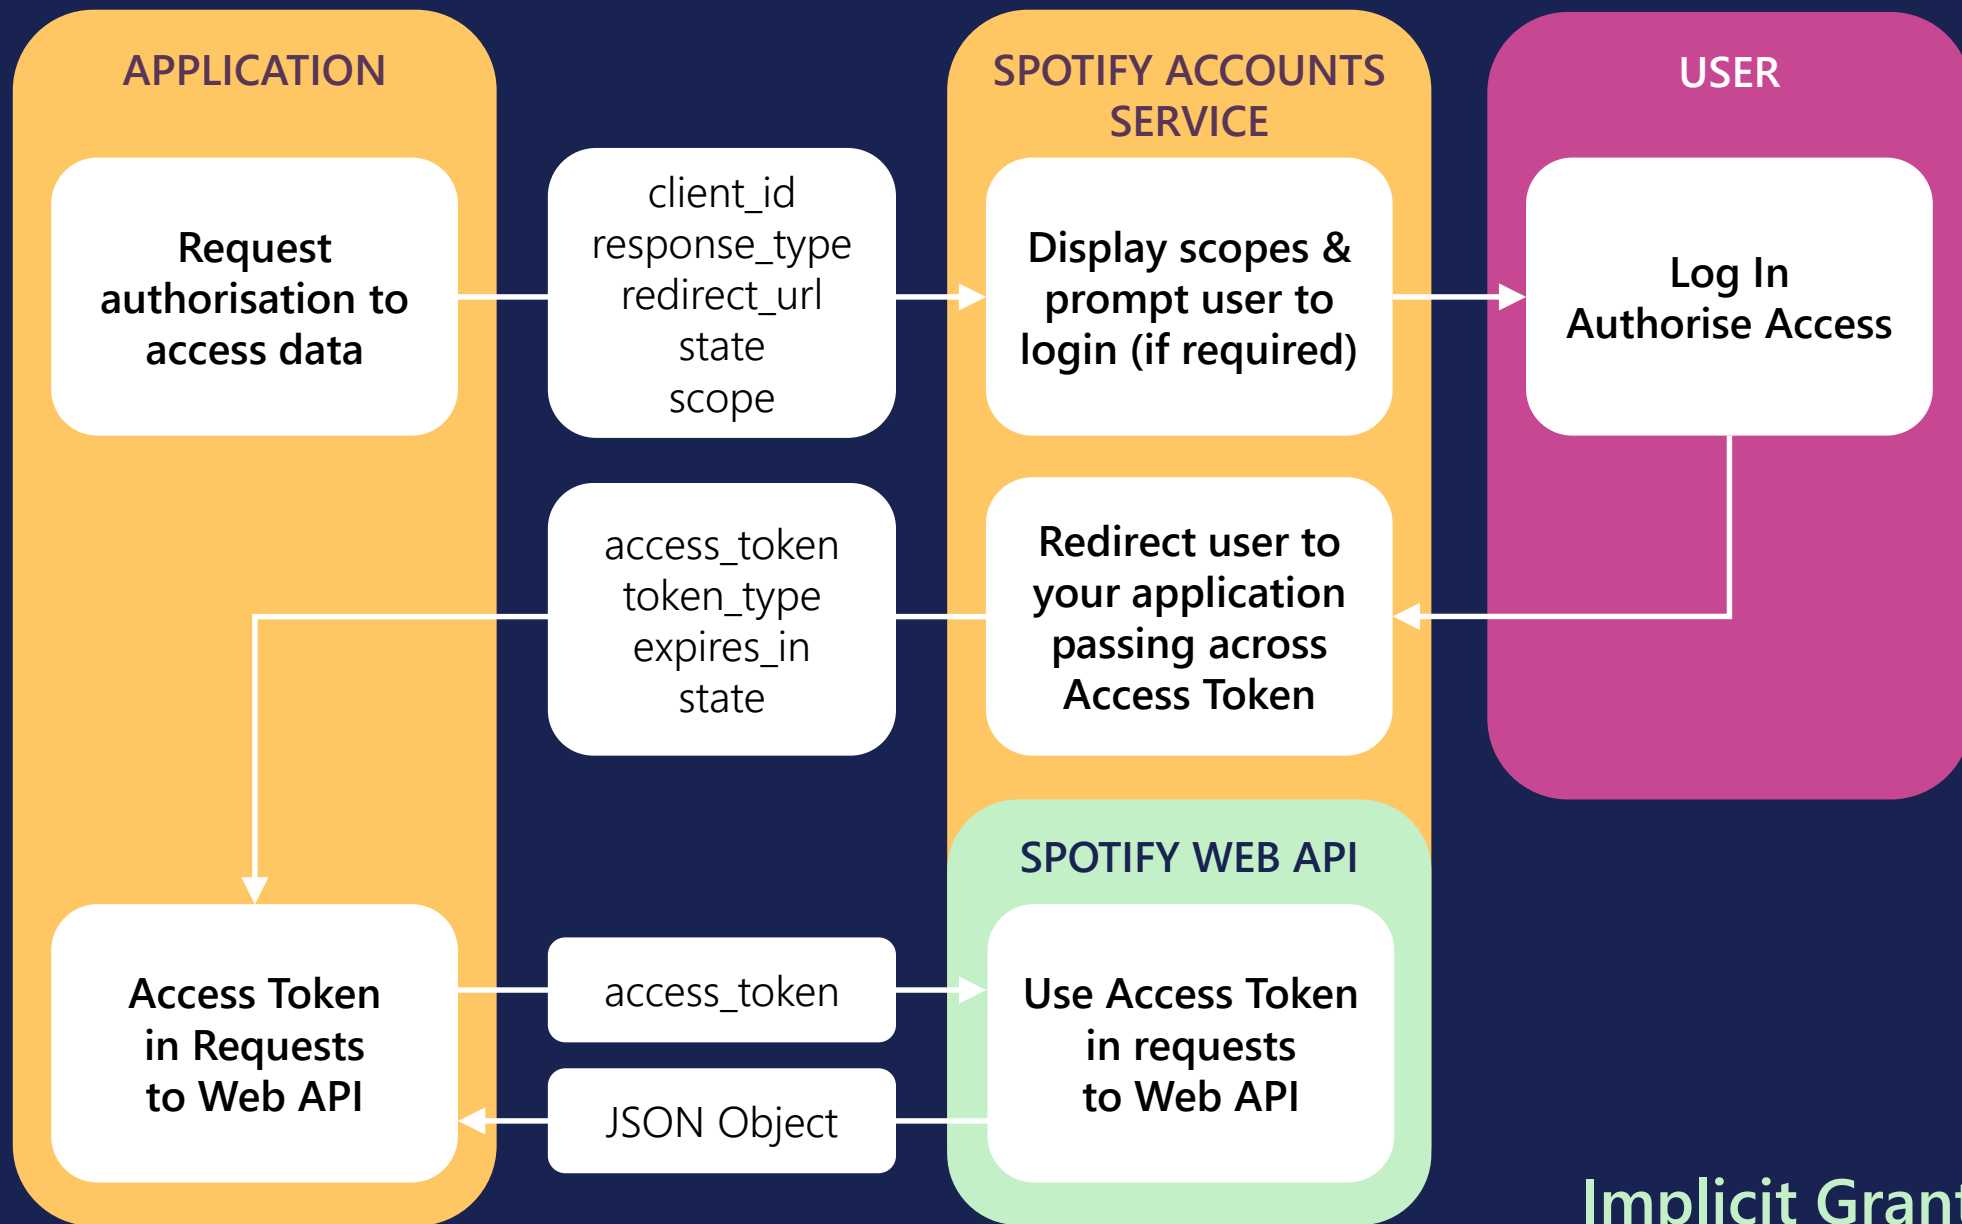 APPLICATION
SPOTIFY ACCOUNTS
SERVICE
USER
Request
authorisation to
access data
client_id
response_type
redirect_url
state
scope
Display scopes &
prompt user to
login (if required)
Log In
Authorise Access
access_token
token_type
expires_in
state
Redirect user to
your application
passing across
Access Token
SPOTIFY WEB API
Access Token
in Requests
to Web API
access_token
JSON Object
Use Access Token
in requests
to Web API
Implicit Grant